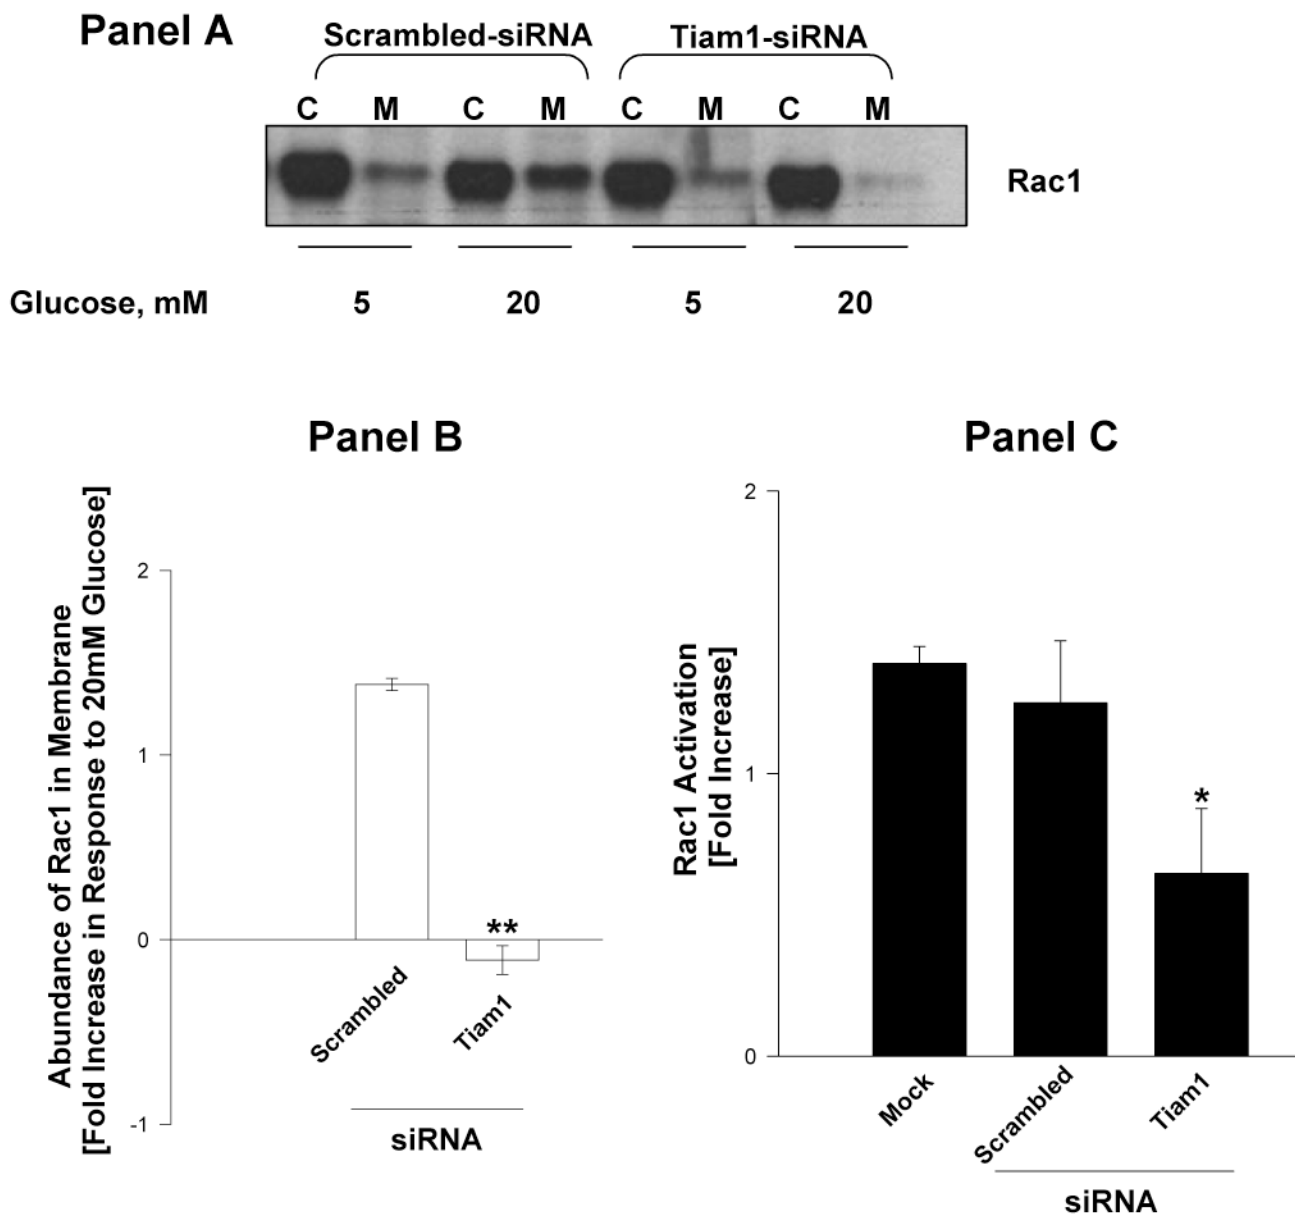 Panel A
Scrambled-siRNA Tiam1-siRNA
C M C M C M C M
Rac1
Glucose, mM 5 20 5 20
Panel B
Abundance of Rac1 in Membrane
[Fold Increase in Response to 20mM Glucose]
2
1
0
-1
**
Scrambled Tiam1
siRNA
Panel C
Rac1 Activation
[Fold Increase]
2
1
0
*
Mock Scrambled Tiam1
siRNA